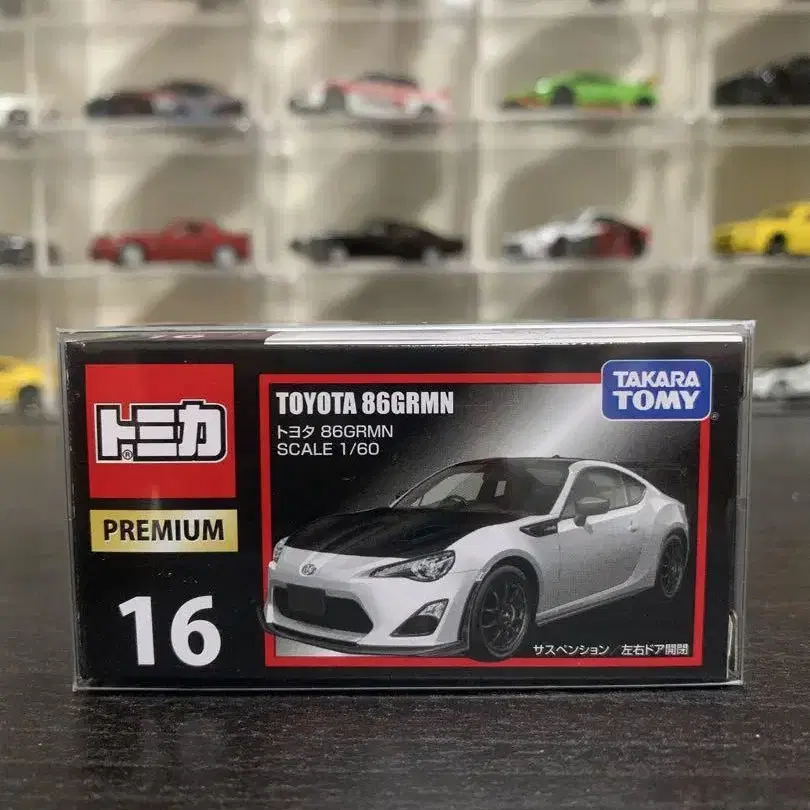 トミカ®
PREMIUM
16
TOYOTA 86GRMN
トヨタ 86GRMN
SCALE 1/60
TAKARA
TOMY®
サスペンション／左右ドア開閉